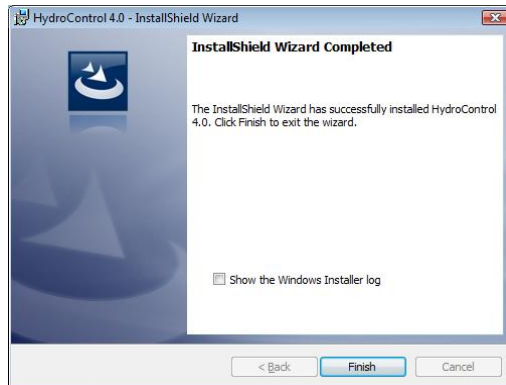 HydroControl 4.0 - InstallShield Wizard
InstallShield Wizard Completed
The InstallShield Wizard has successfully installed HydroControl
4.0. Click Finish to exit the wizard.
Show the Windows Installer log
< Back
Finish
Cancel